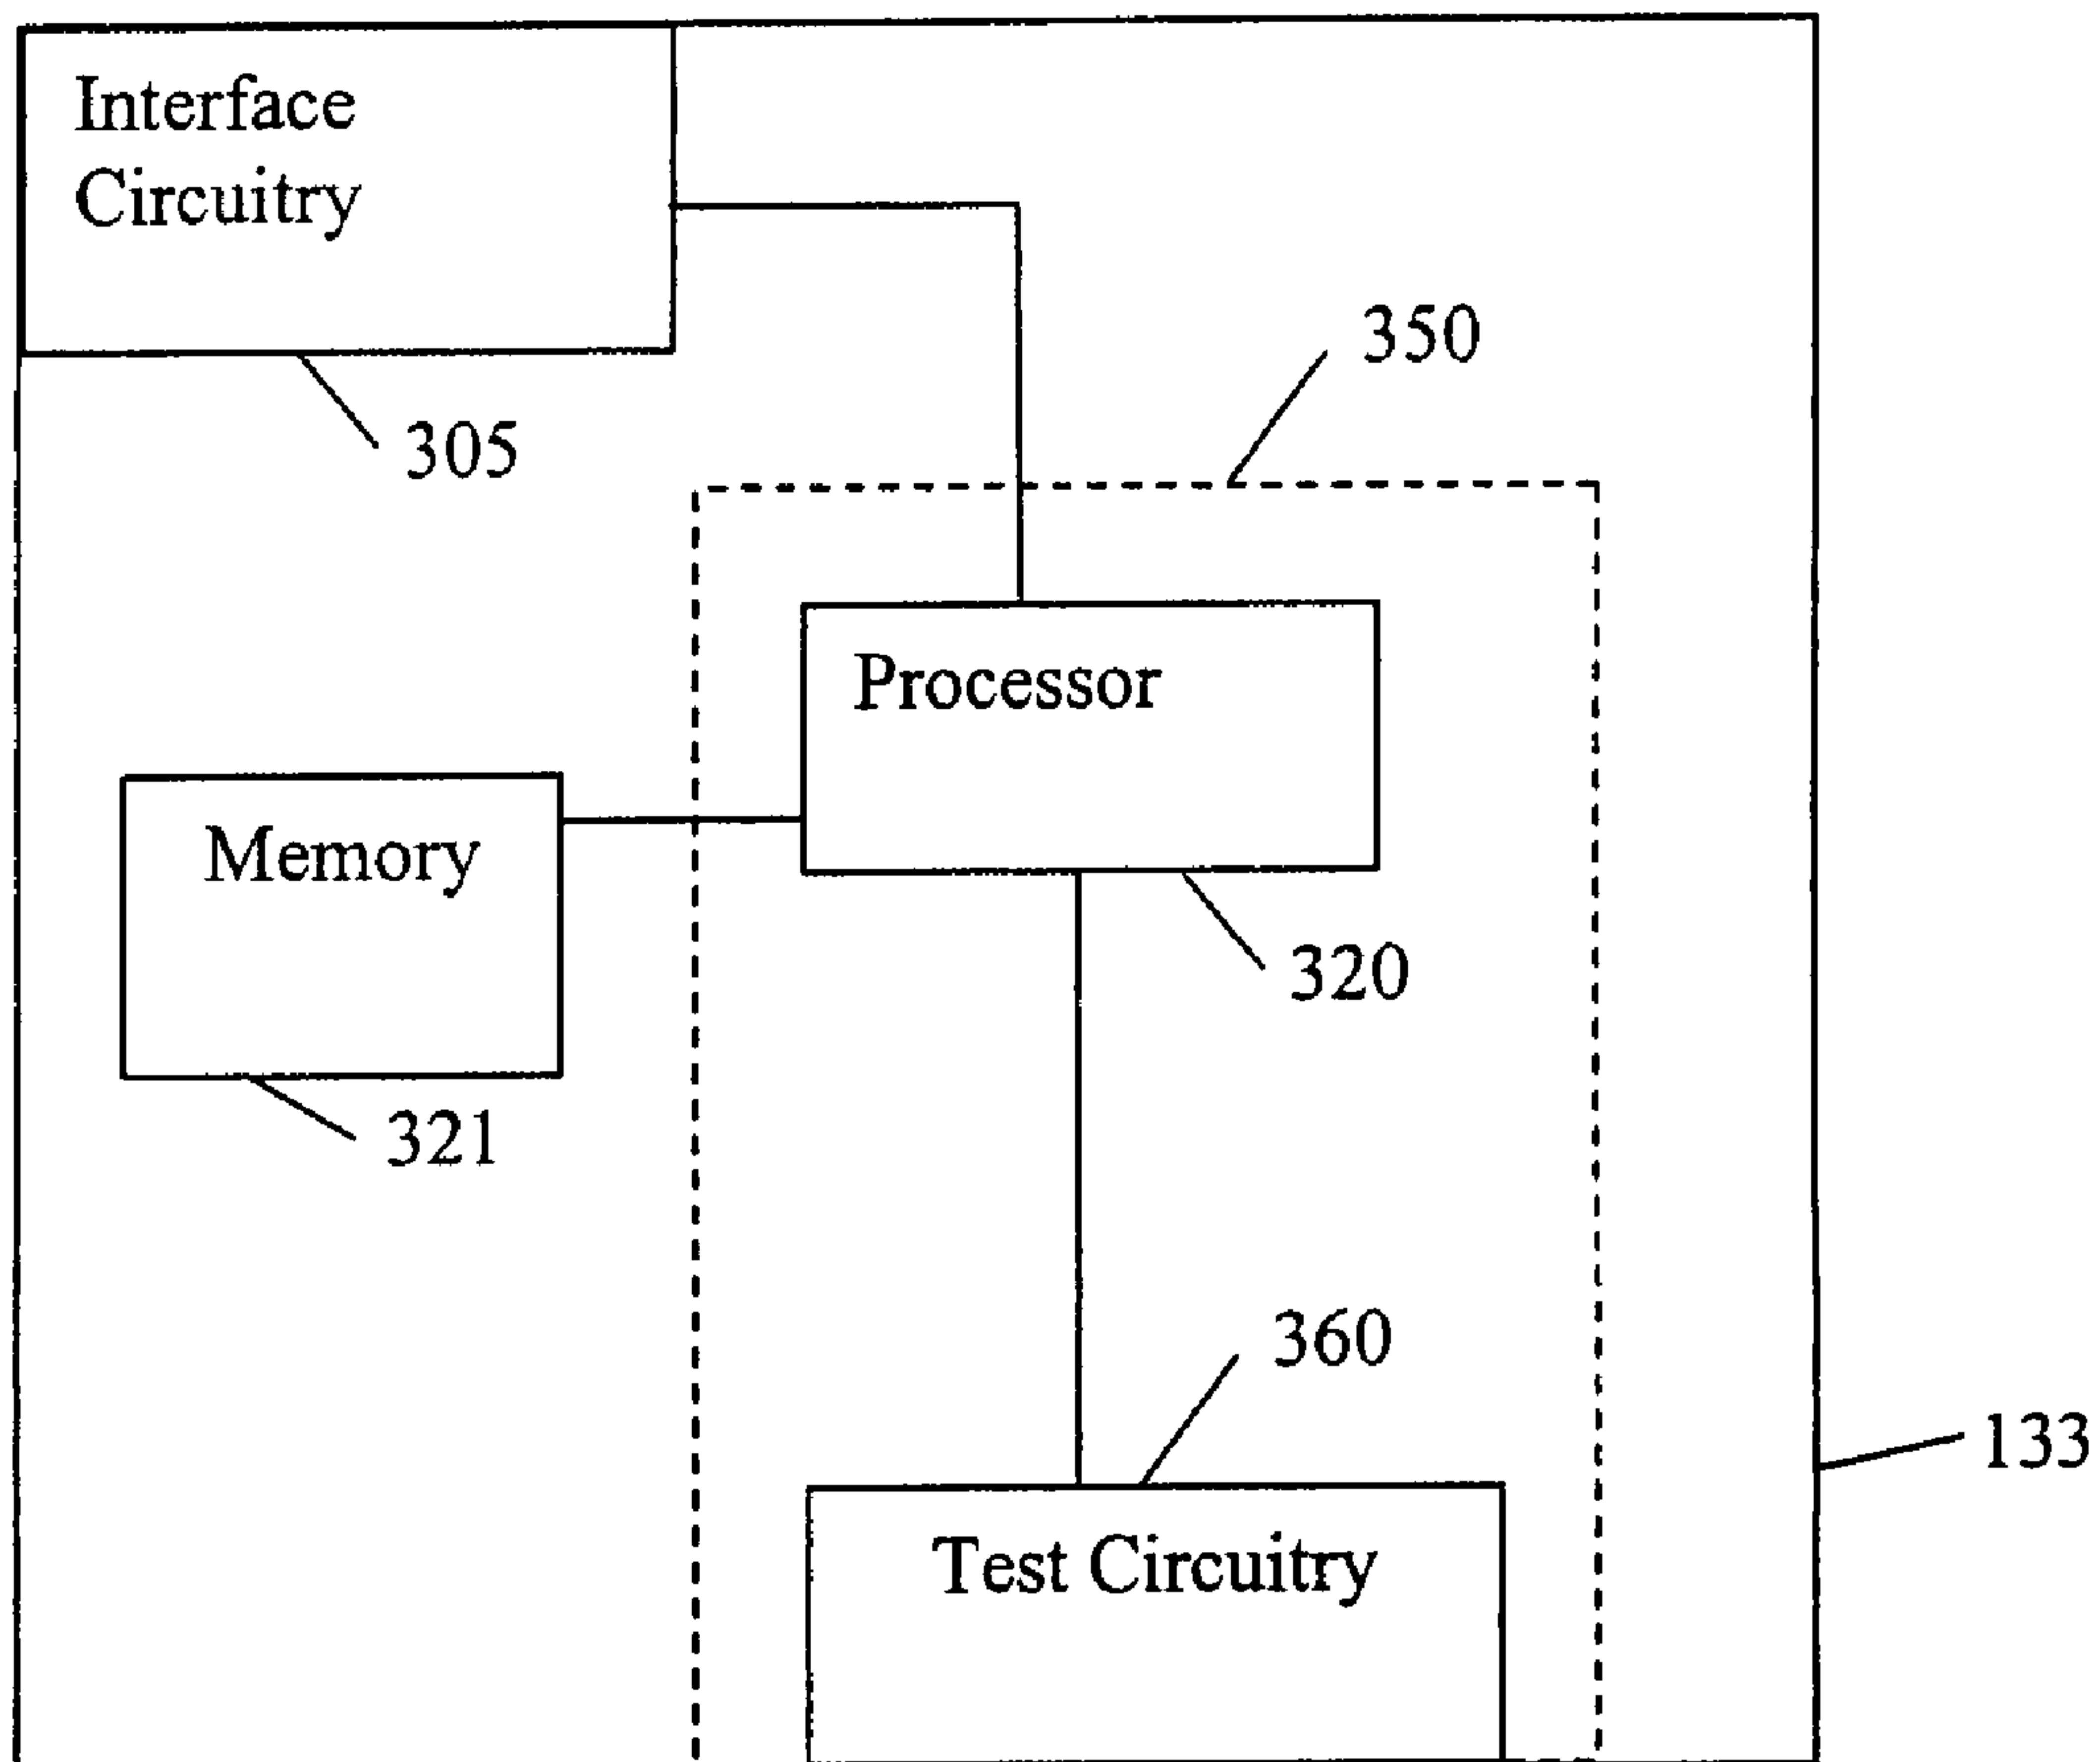 Interface
Circuitry
350
305
Processor
Memory
320
321
360
133
Test Circuitry